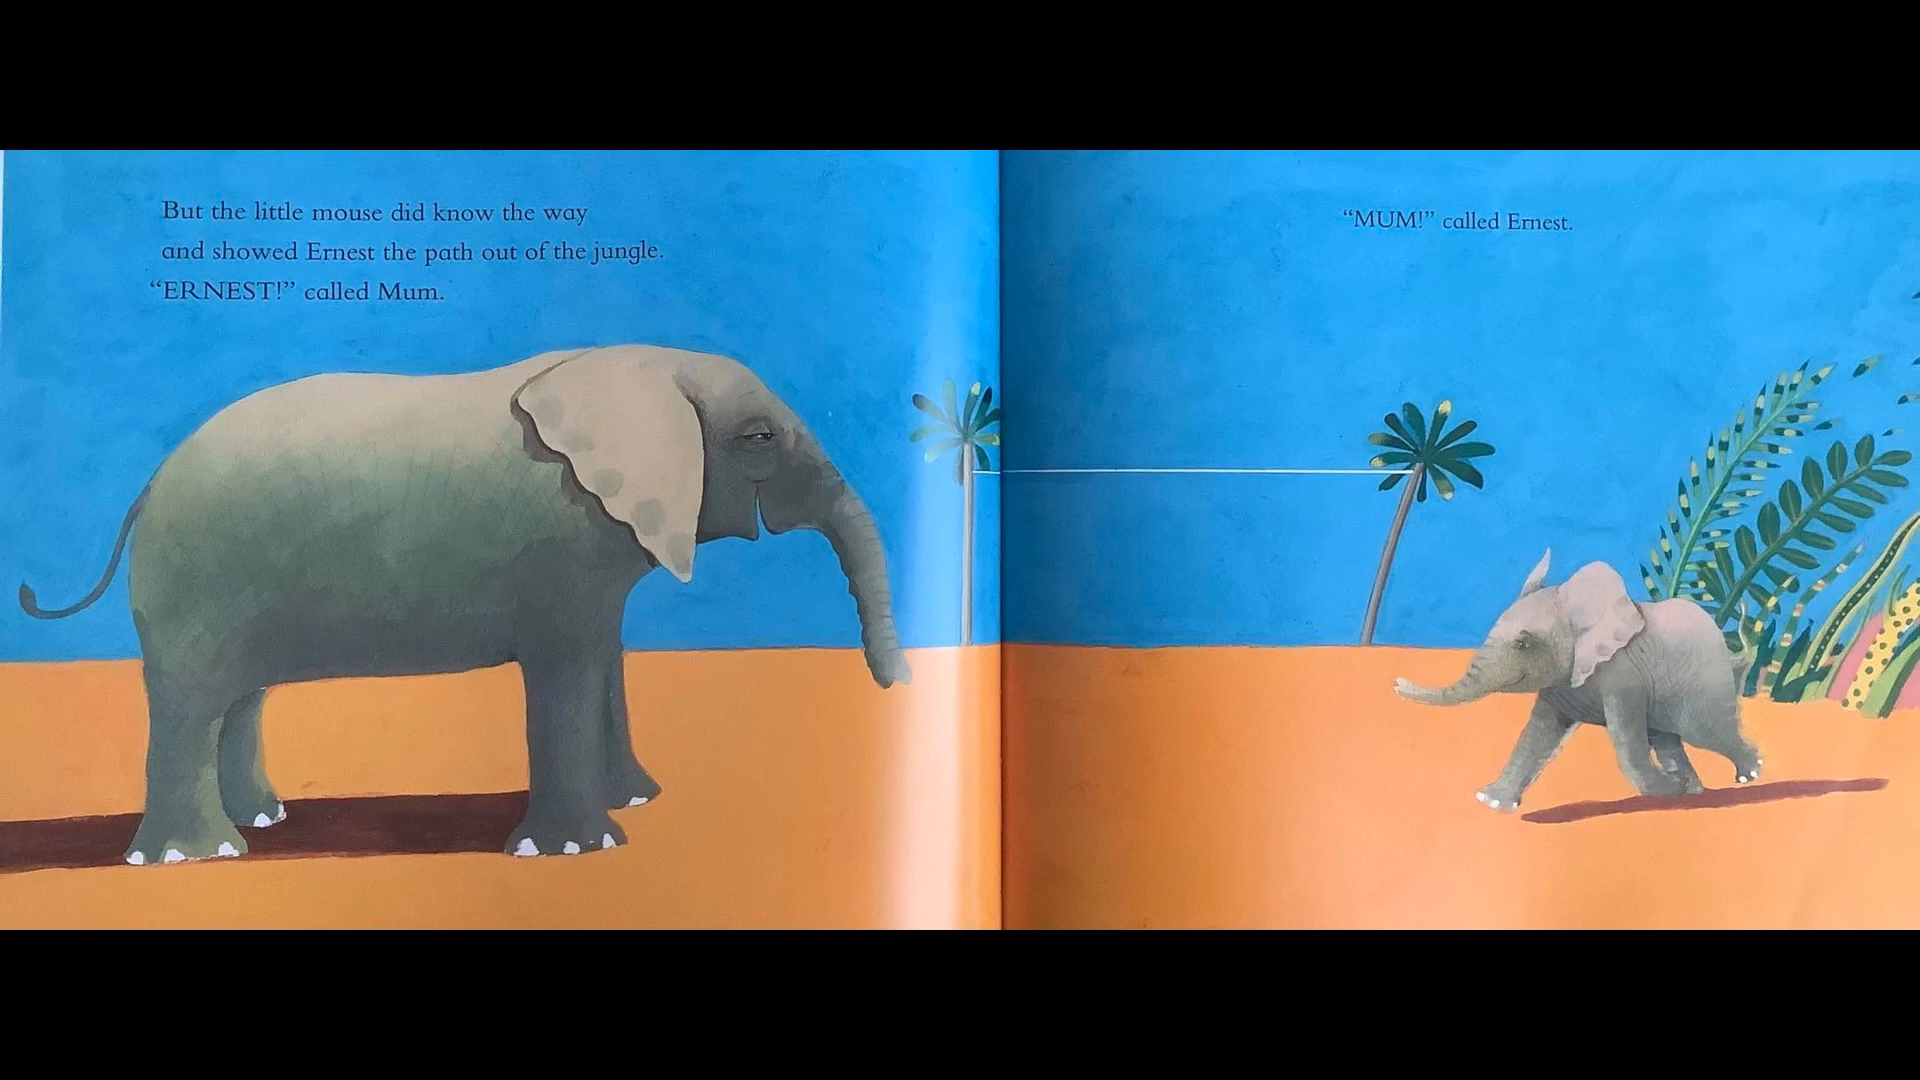 But the little mouse did know the way
and showed Ernest the path out of the jungle.
“ERNEST!” called Mum.
“MUM!” called Ernest.